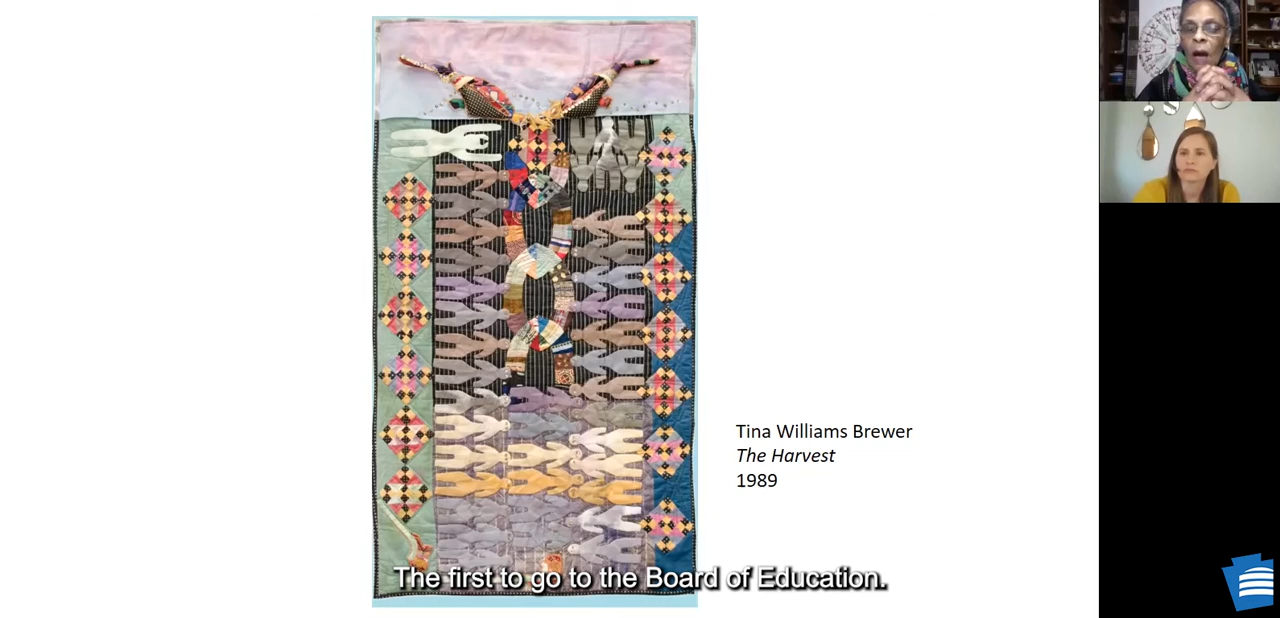 Tina Williams Brewer
The Harvest
1989
The first to go to the Board of Education.